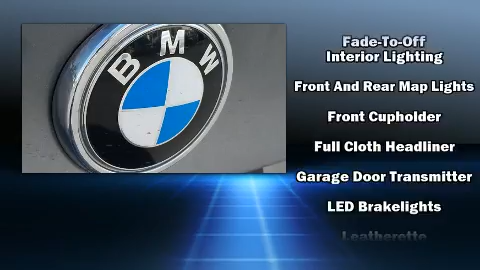 BMW
Fade-To-Off
Interior Lighting
Front And Rear Map Lights
Front Cupholder
Full Cloth Headliner
Garage Door Transmitter
LED Brakelights
Leatherette